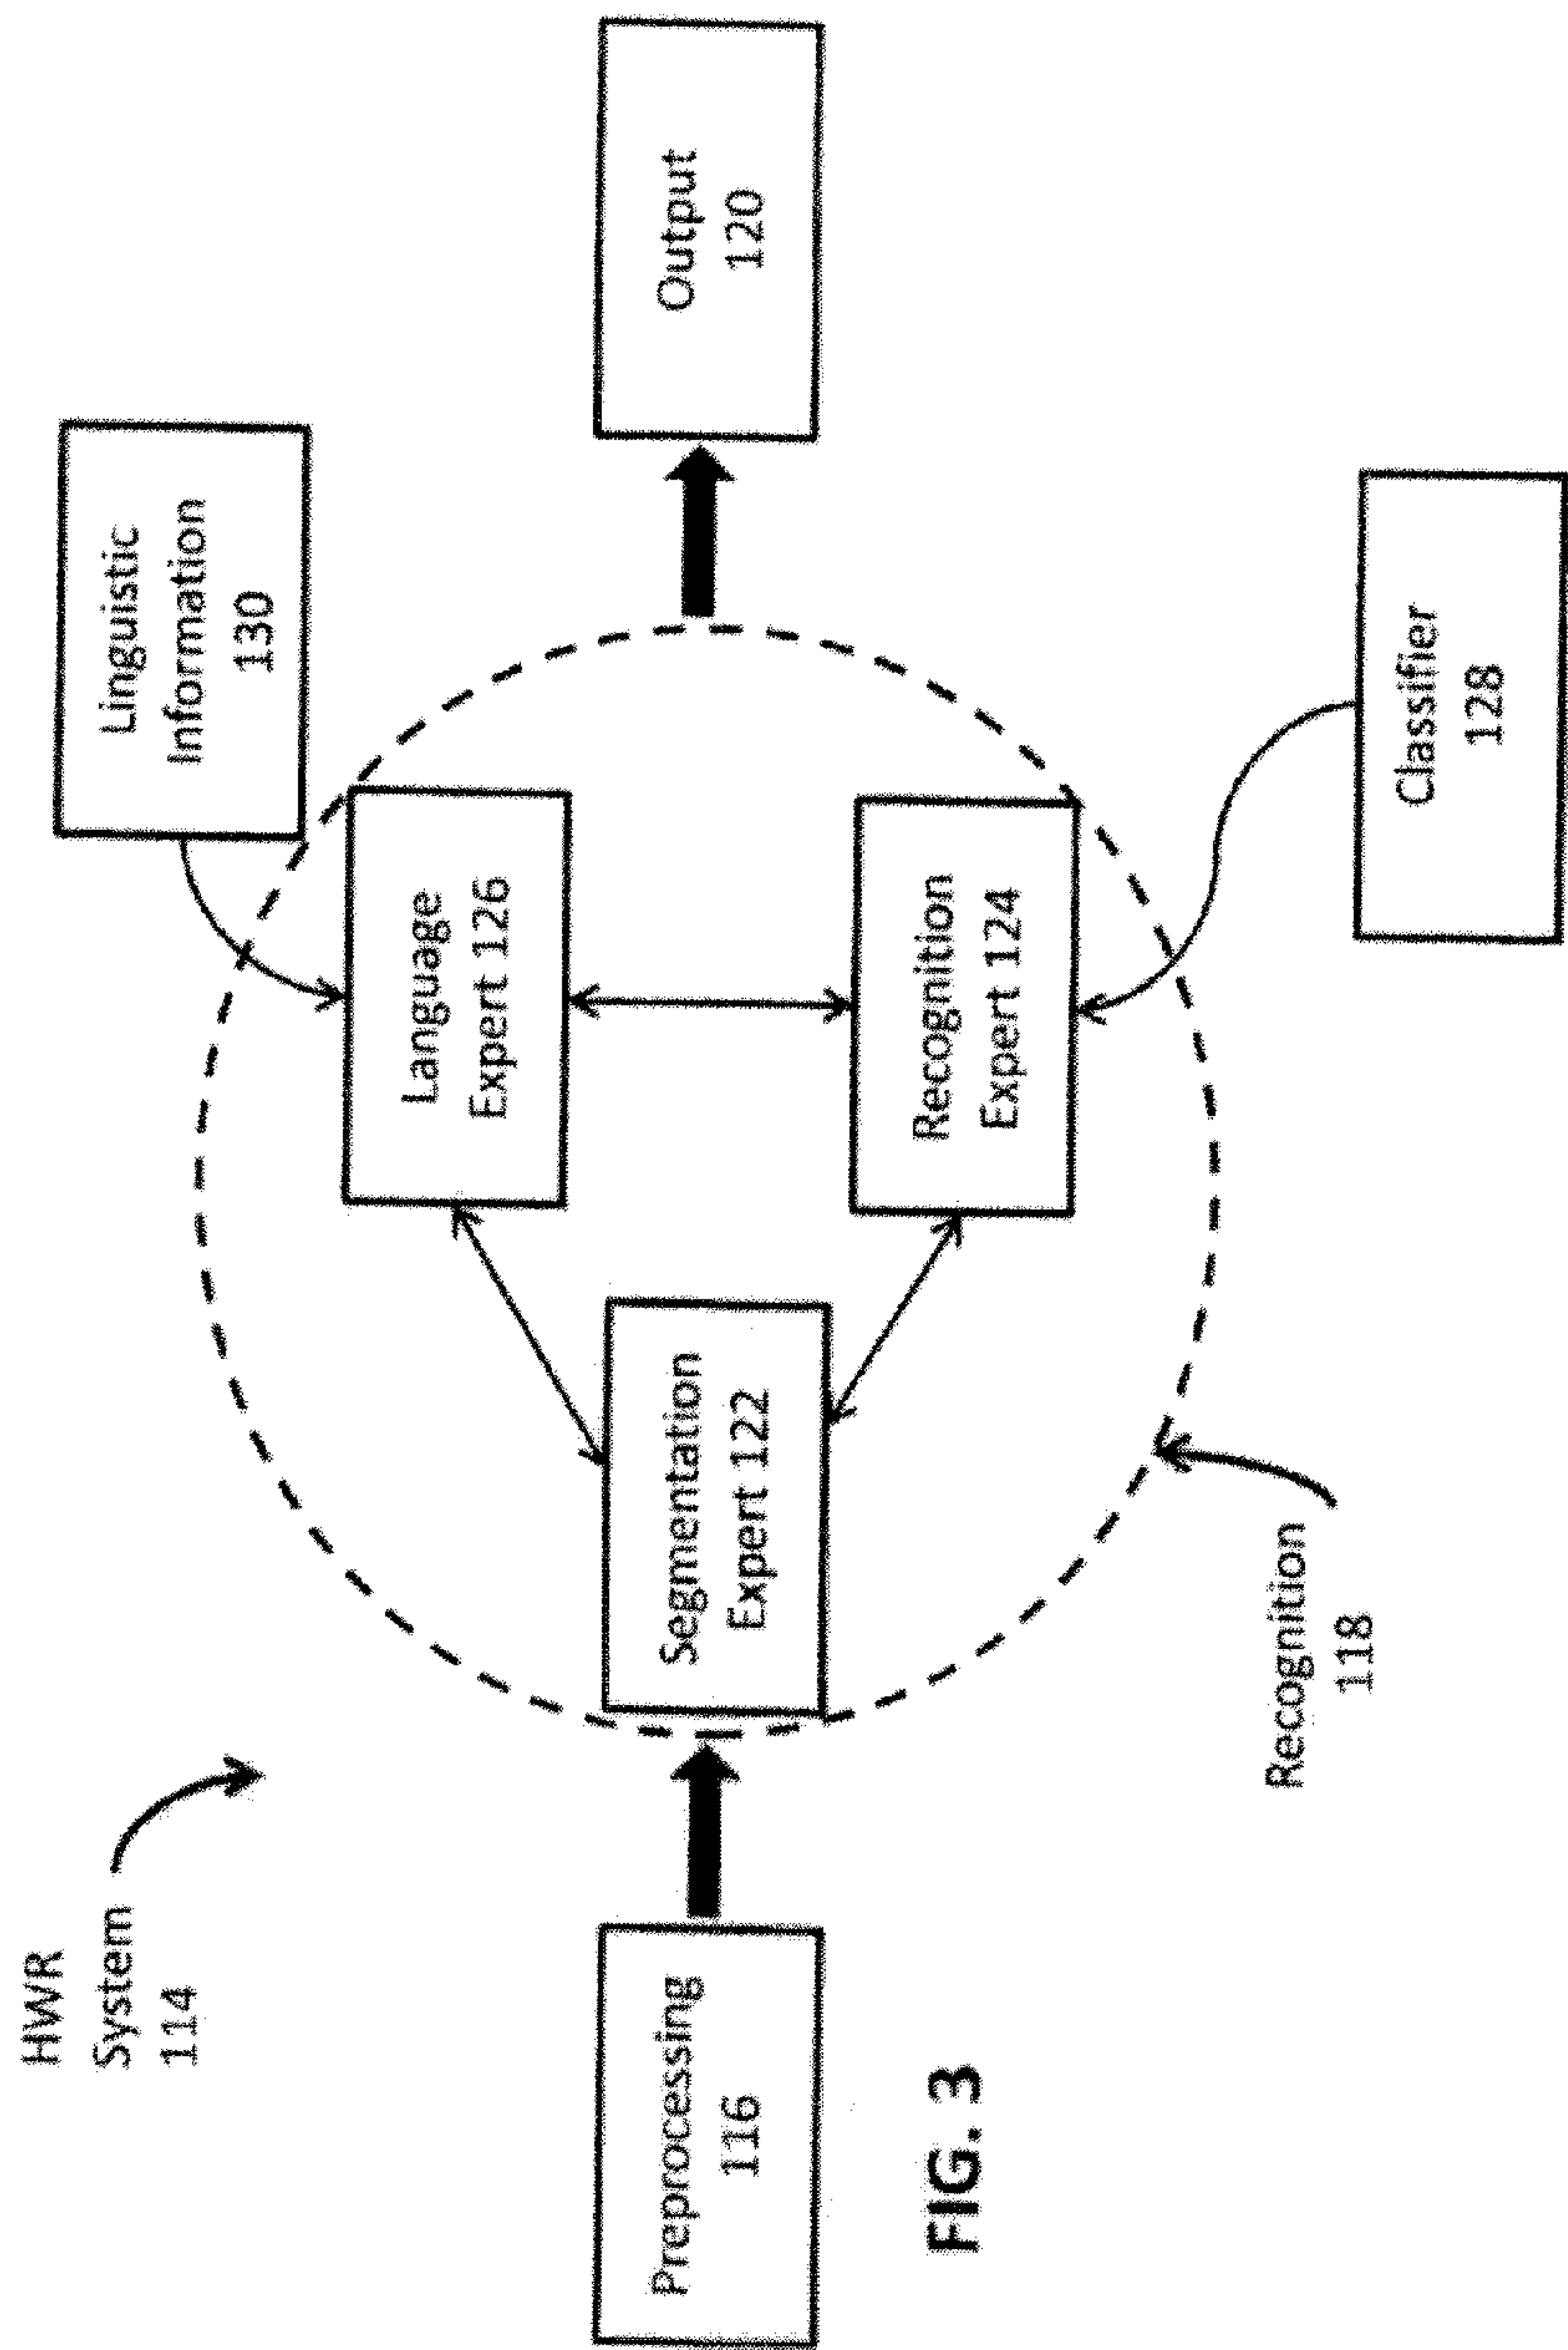 HWR
System
114
Linguistic
Information
130
Language
Expert 126
Preprocessing
116
Segmentation
Expert 122
Output
120
Recognition
Expert 124
Recognition
118
Classifier
128
FIG. 3